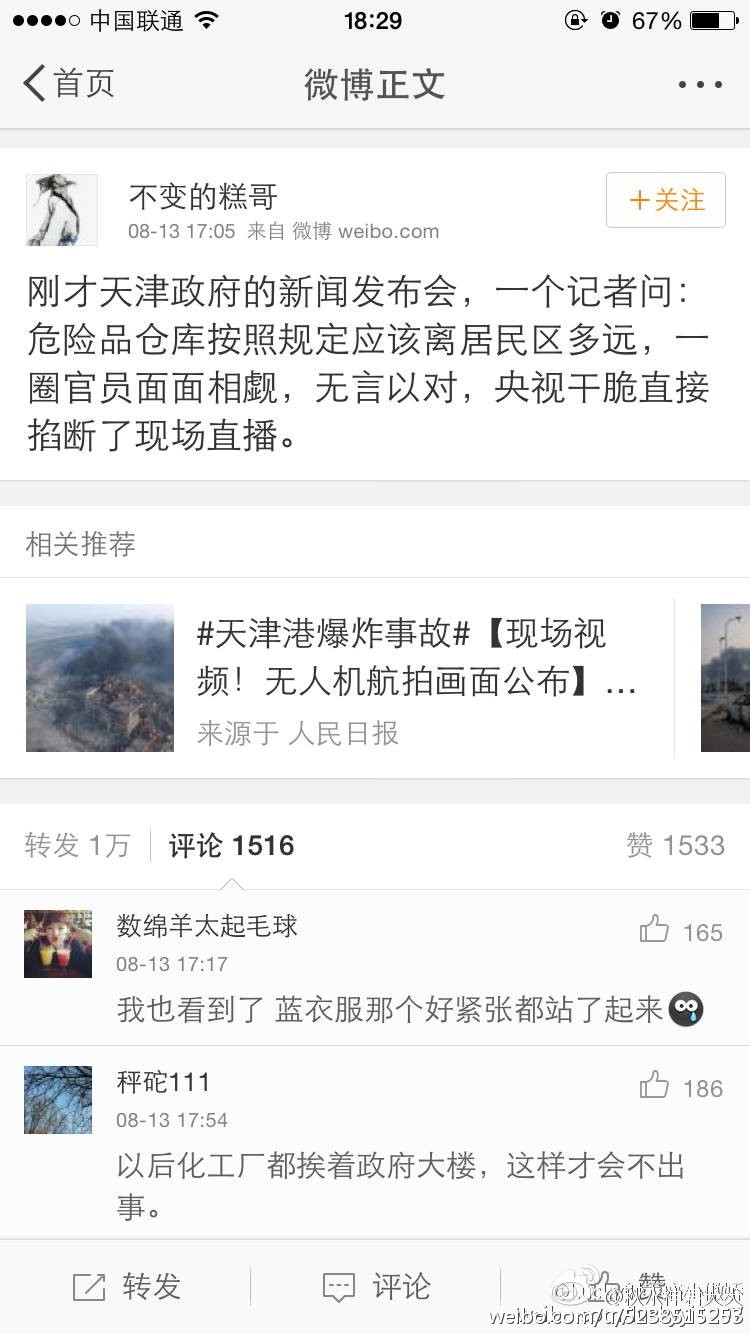 中国联通 18:29 67%
首页 微博正文
不变的糕哥 +关注
08-13 17:05 来自 微博 weibo.com
刚才天津政府的新闻发布会，一个记者问：
危险品仓库按照规定应该离居民区多远，一
圈官员面面相觑，无言以对，央视干脆直接
掐断了现场直播。
相关推荐
#天津港爆炸事故#【现场视
频！无人机航拍画面公布】...
来源于 人民日报
转发 1万 评论 1516 赞 1533
数绵羊太起毛球 165
08-13 17:17
我也看到了 蓝衣服那个好紧张都站了起来
秤砣111 186
08-13 17:54
以后化工厂都挨着政府大楼，这样才会不出
事。
转发 评论 赞